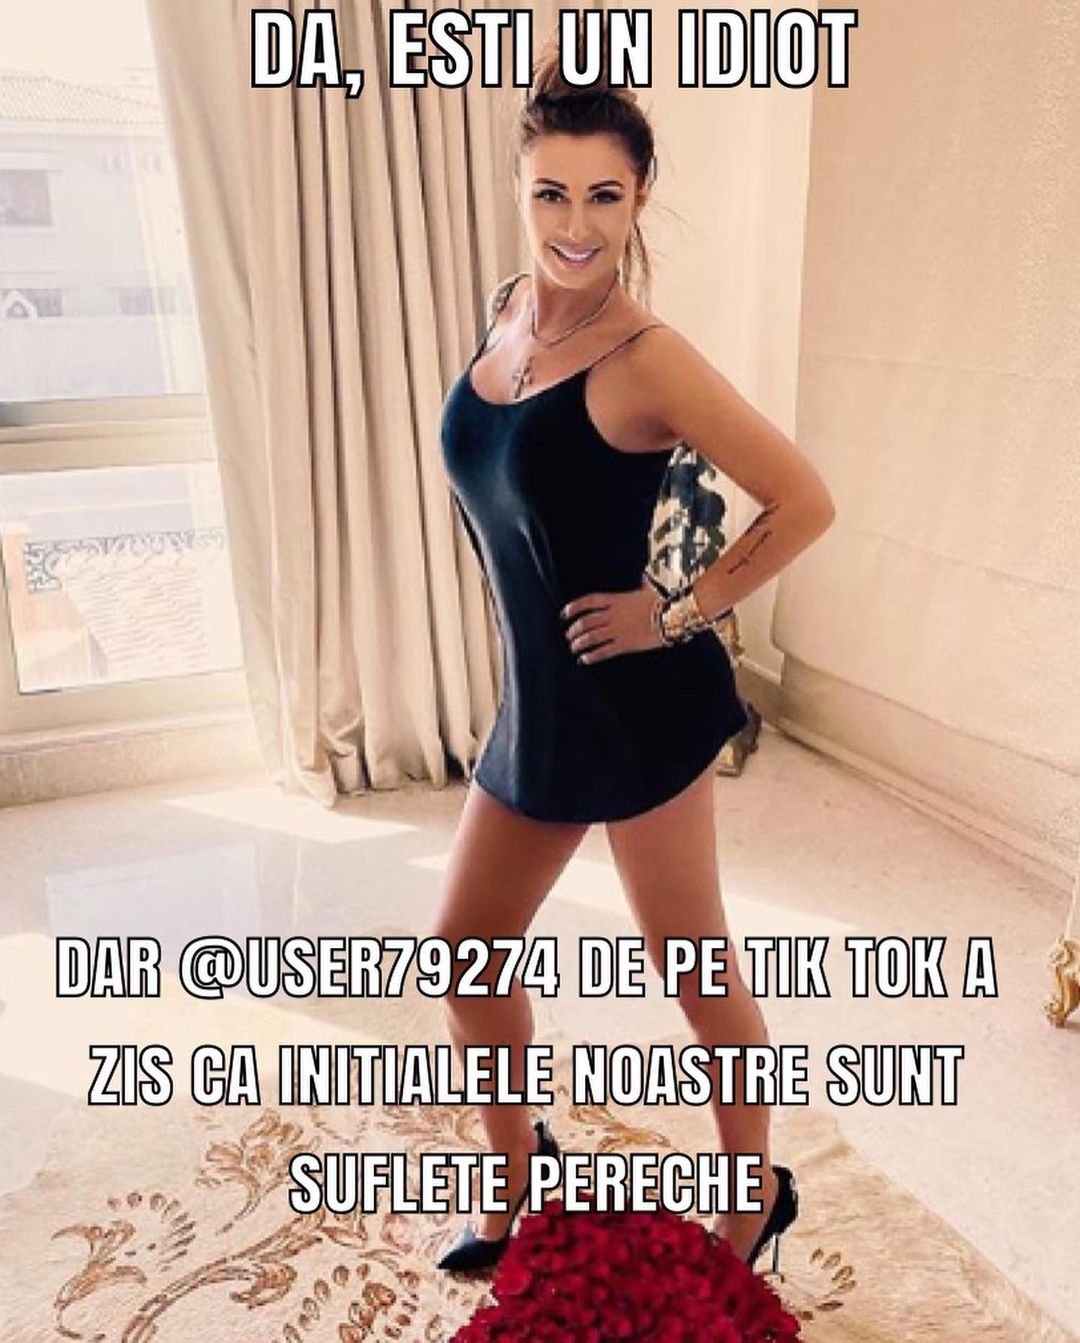 DA, ESTI UN IDIOT
DAR @USER79274 DE PE TIK TOK A
ZIS CA INITIALELE NOASTRE SUNT
SUFLETE PERECHE